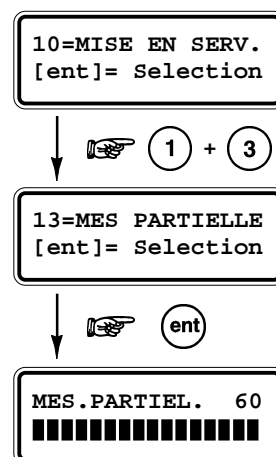 10=MISE EN SERV.
[ent]= Selection
1 + 3
13=MES PARTIELLE
[ent]= Selection
ent
MES.PARTIEL. 60